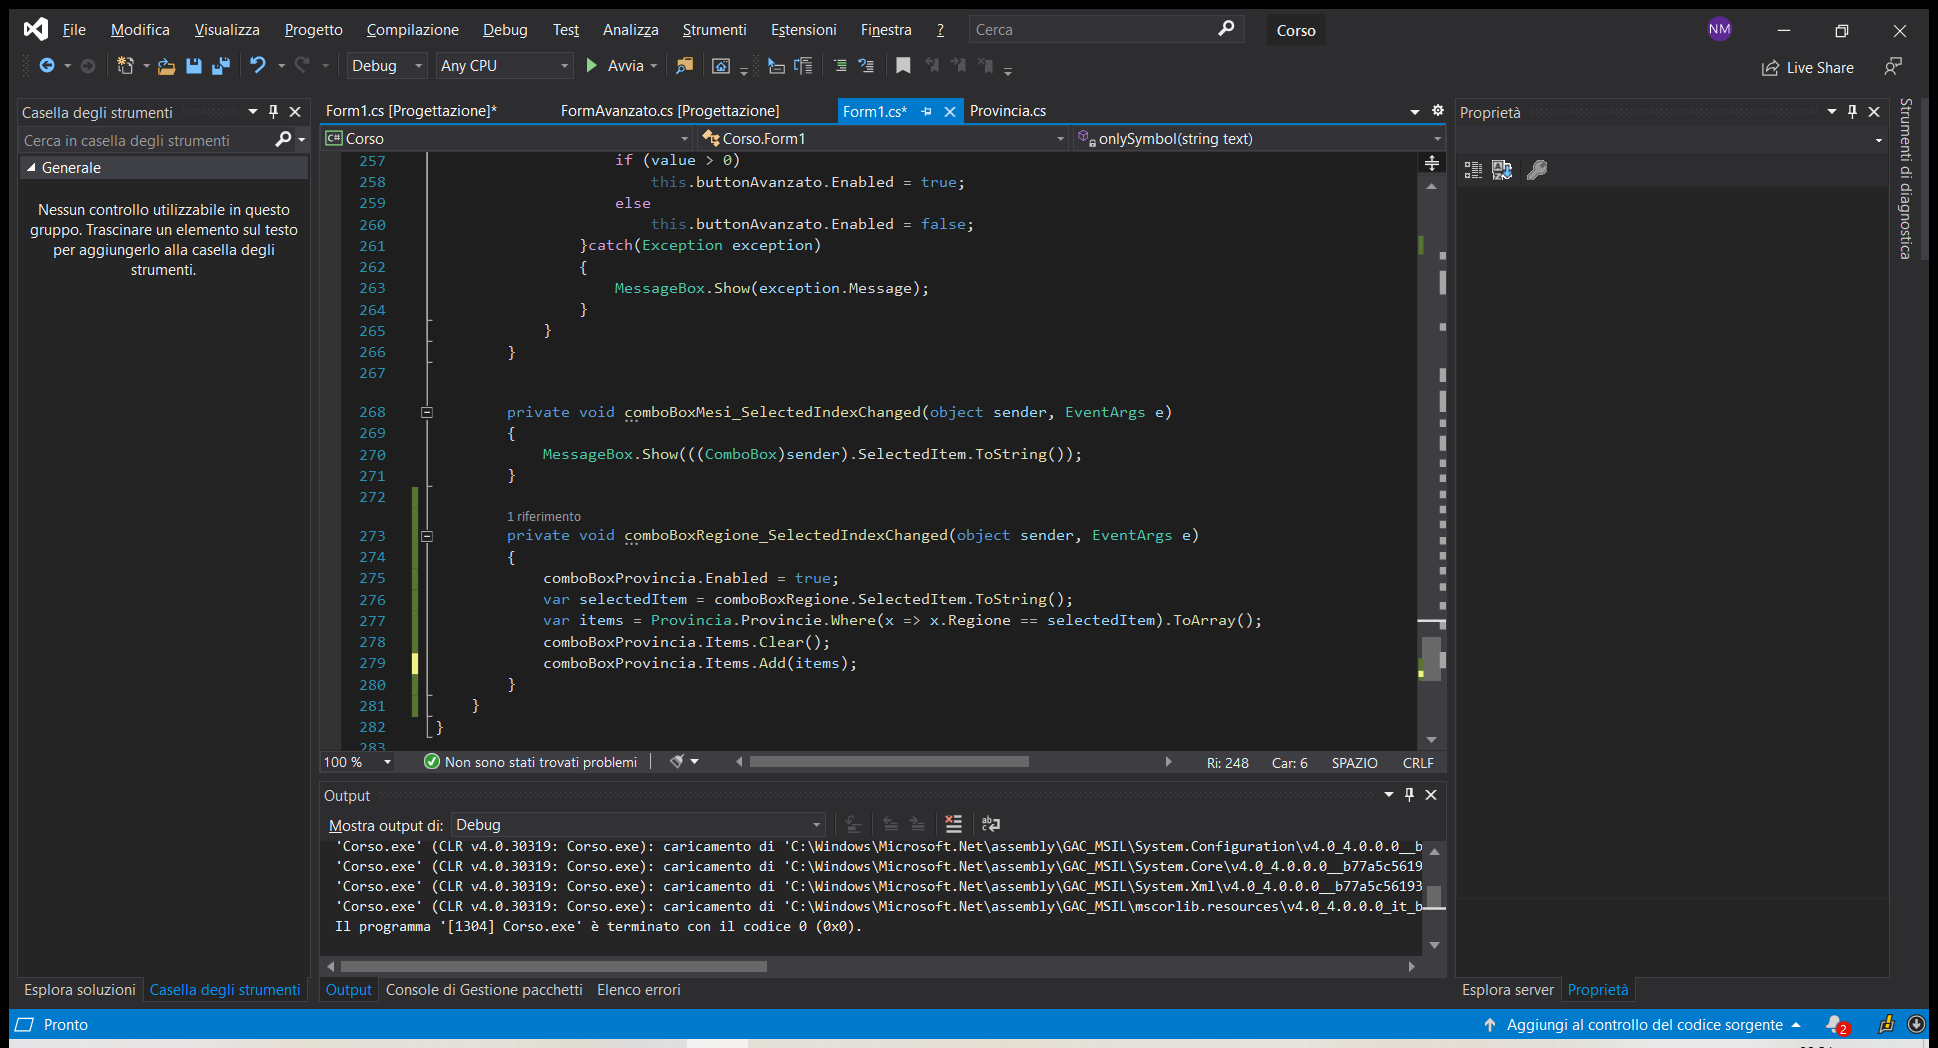 File Modifica Visualizza Progetto Compilazione Debug Test Analizza Strumenti Estensioni Finestra ? Cerca Corso NM
Debug Any CPU Avvia Live Share
Casella degli strumenti
Cerca in casella degli strumenti
Generale
Nessun controllo utilizzabile in questo
gruppo. Trascinare un elemento sul testo
per aggiungerlo alla casella degli
strumenti.
Form1.cs [Progettazione]* FormAvanzato.cs [Progettazione] Form1.cs* Provincia.cs
C# Corso Corso.Form1 onlySymbol(string text)
257 if (value > 0)
258 this.buttonAvanzato.Enabled = true;
259 else
260 this.buttonAvanzato.Enabled = false;
261 }catch(Exception exception)
262 {
263 MessageBox.Show(exception.Message);
264 }
265 }
266 }
267
268 private void comboBoxMesi_SelectedIndexChanged(object sender, EventArgs e)
269 {
270 MessageBox.Show(((ComboBox)sender).SelectedItem.ToString());
271 }
272
1 riferimento
273 private void comboBoxRegione_SelectedIndexChanged(object sender, EventArgs e)
274 {
275 comboBoxProvincia.Enabled = true;
276 var selectedItem = comboBoxRegione.SelectedItem.ToString();
277 var items = Provincia.Provincie.Where(x => x.Regione == selectedItem).ToArray();
278 comboBoxProvincia.Items.Clear();
279 comboBoxProvincia.Items.Add(items);
280 }
281 }
282 }
283
100 % Non sono stati trovati problemi Ri: 248 Car: 6 SPAZIO CRLF
Output
Mostra output di: Debug
'Corso.exe' (CLR v4.0.30319: Corso.exe): caricamento di 'C:\Windows\Microsoft.Net\assembly\GAC_MSIL\System.Configuration\v4.0_4.0.0.0__b
'Corso.exe' (CLR v4.0.30319: Corso.exe): caricamento di 'C:\Windows\Microsoft.Net\assembly\GAC_MSIL\System.Core\v4.0_4.0.0.0__b77a5c5619
'Corso.exe' (CLR v4.0.30319: Corso.exe): caricamento di 'C:\Windows\Microsoft.Net\assembly\GAC_MSIL\System.Xml\v4.0_4.0.0.0__b77a5c56193
'Corso.exe' (CLR v4.0.30319: Corso.exe): caricamento di 'C:\Windows\Microsoft.Net\assembly\GAC_MSIL\mscorlib.resources\v4.0_4.0.0.0_it_b
Il programma '[1304] Corso.exe' è terminato con il codice 0 (0x0).
Proprietà
Strumenti di diagnostica
Esplora soluzioni Casella degli strumenti Output Console di Gestione pacchetti Elenco errori Esplora server Proprietà
Pronto Aggiungi al controllo del codice sorgente 2